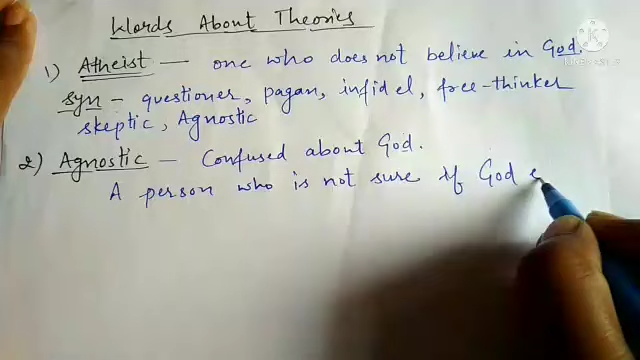 Words About Theories
1) Atheist — one who does not believe in God.
syn - questioner, pagan, infidel, free-thinker
skeptic, Agnostic
2) Agnostic — Confused about God.
A person who is not sure if God e